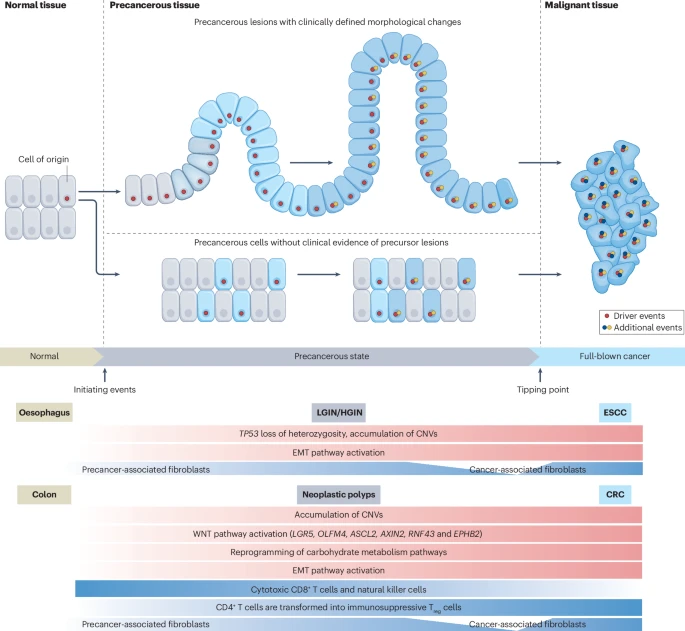 Normal tissue
Precancerous tissue
Malignant tissue
Precancerous lesions with clinically defined morphological changes
Cell of origin
Precancerous cells without clinical evidence of precursor lesions
Driver events
Additional events
Normal
Precancerous state
Full-blown cancer
Initiating events
Tipping point
Oesophagus
LGIN/HGIN
ESCC
TP53 loss of heterozygosity, accumulation of CNVs
EMT pathway activation
Precancer-associated fibroblasts
Cancer-associated fibroblasts
Colon
Neoplastic polyps
CRC
Accumulation of CNVs
WNT pathway activation (LGR5, OLFM4, ASCL2, AXIN2, RNF43 and EPHB2)
Reprogramming of carbohydrate metabolism pathways
EMT pathway activation
Cytotoxic CD8⁺ T cells and natural killer cells
CD4⁺ T cells are transformed into immunosuppressive Treg cells
Precancer-associated fibroblasts
Cancer-associated fibroblasts